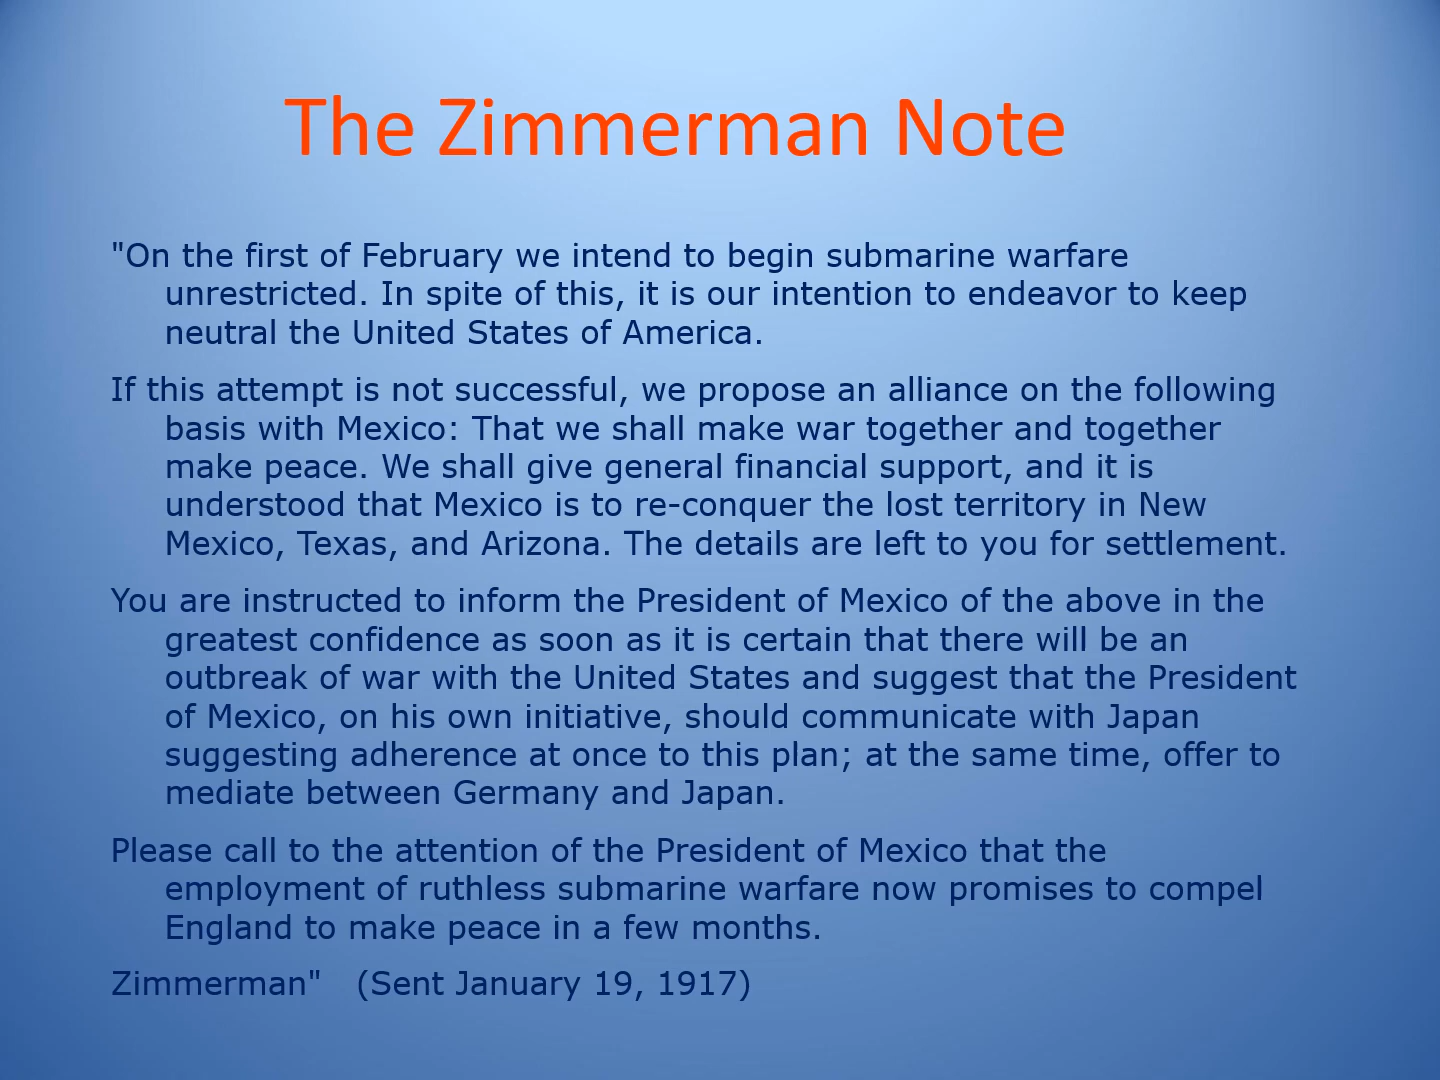 The Zimmerman Note
"On the first of February we intend to begin submarine warfare
unrestricted. In spite of this, it is our intention to endeavor to keep
neutral the United States of America.
If this attempt is not successful, we propose an alliance on the following
basis with Mexico: That we shall make war together and together
make peace. We shall give general financial support, and it is
understood that Mexico is to re-conquer the lost territory in New
Mexico, Texas, and Arizona. The details are left to you for settlement.
You are instructed to inform the President of Mexico of the above in the
greatest confidence as soon as it is certain that there will be an
outbreak of war with the United States and suggest that the President
of Mexico, on his own initiative, should communicate with Japan
suggesting adherence at once to this plan; at the same time, offer to
mediate between Germany and Japan.
Please call to the attention of the President of Mexico that the
employment of ruthless submarine warfare now promises to compel
England to make peace in a few months.
Zimmerman" (Sent January 19, 1917)